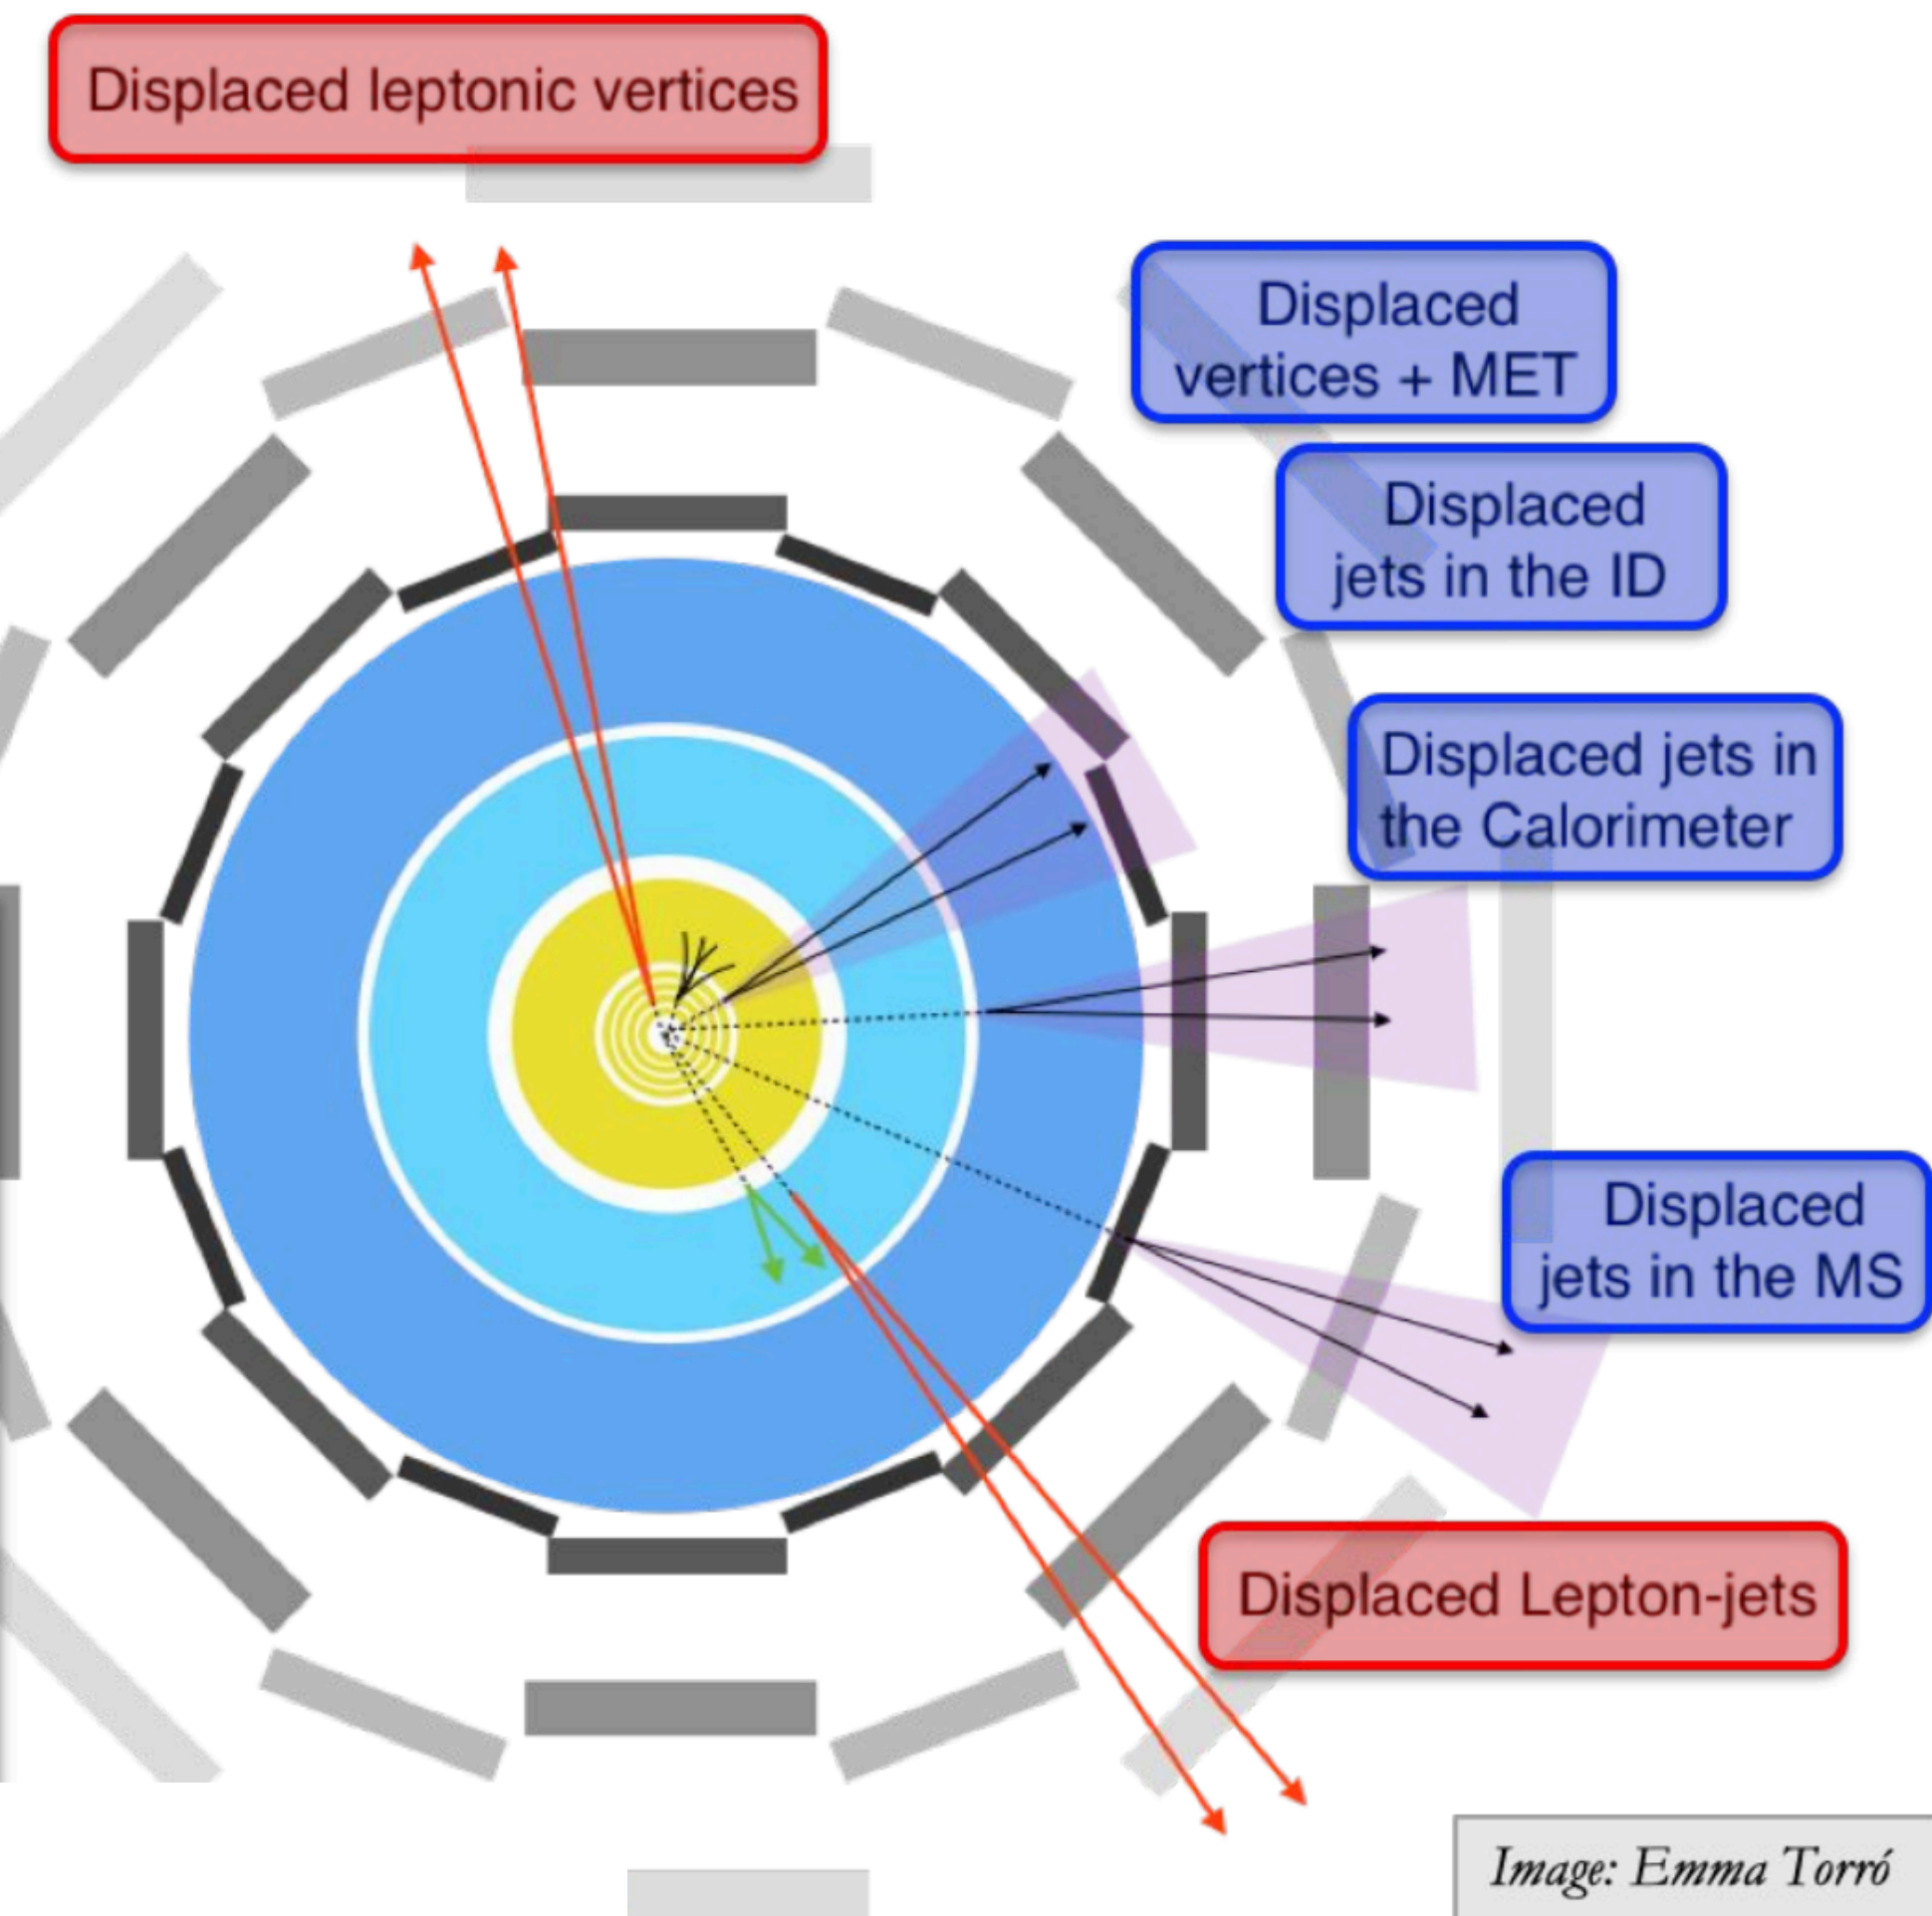 Displaced leptonic vertices
Displaced
vertices + MET
Displaced
jets in the ID
Displaced jets in
the Calorimeter
Displaced
jets in the MS
Displaced Lepton-jets
Image: Emma Torró